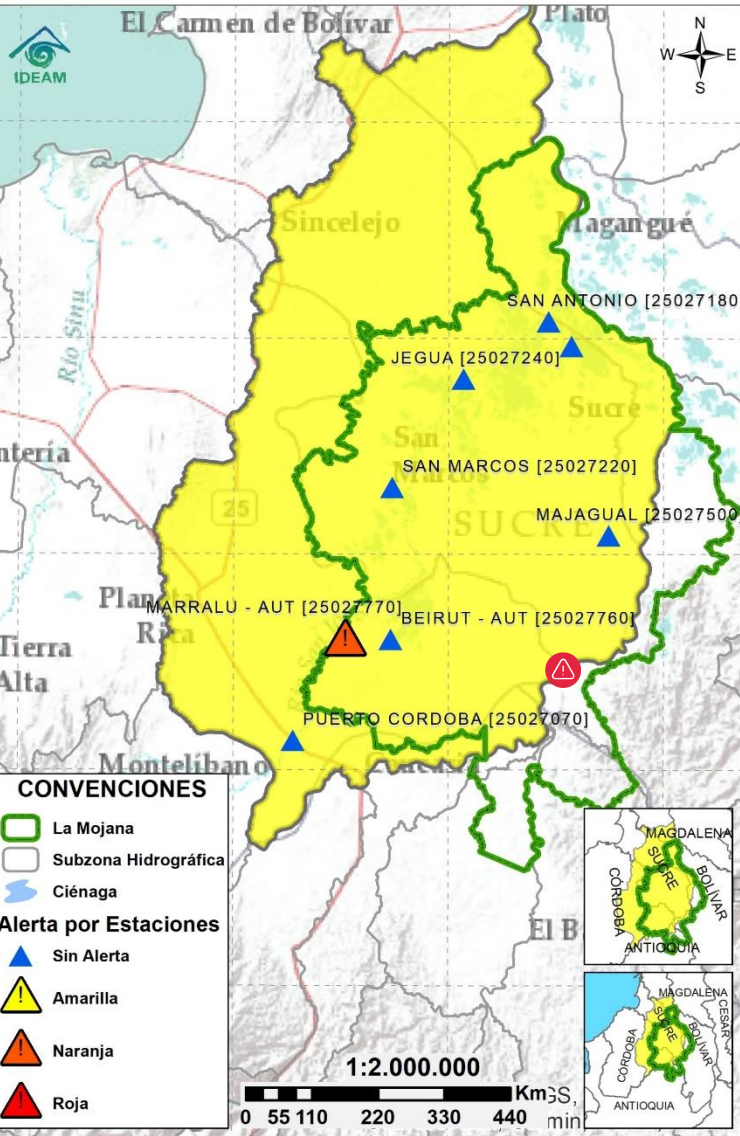 El Carmen de Bolívar
Plato
IDEAM
N
W
E
S
Sincelejo
Magangué
Río Sinú
SAN ANTONIO [25027180
JEGUA [25027240]
Sucre
San
Marcos
SAN MARCOS [25027220]
25
SUCRE
MAJAGUAL [25027500
ntería
Planeta
Rica
MARRALU - AUT [25027770]
BEIRUT - AUT [25027760]
Tierra
Alta
PUERTO CORDOBA [25027070]
Montelíbano
CONVENCIONES
La Mojana
Subzona Hidrográfica
Ciénaga
Alerta por Estaciones
Sin Alerta
Amarilla
Naranja
Roja
El B
1:2.000.000
Km
0 55 110 220 330 440
GS,
min
MAGDALENA
SUCRE
BOLÍVAR
CÓRDOBA
ANTIOQUIA
MAGDALENA
CESAR
SUCRE
BOLÍVAR
CÓRDOBA
ANTIOQUIA